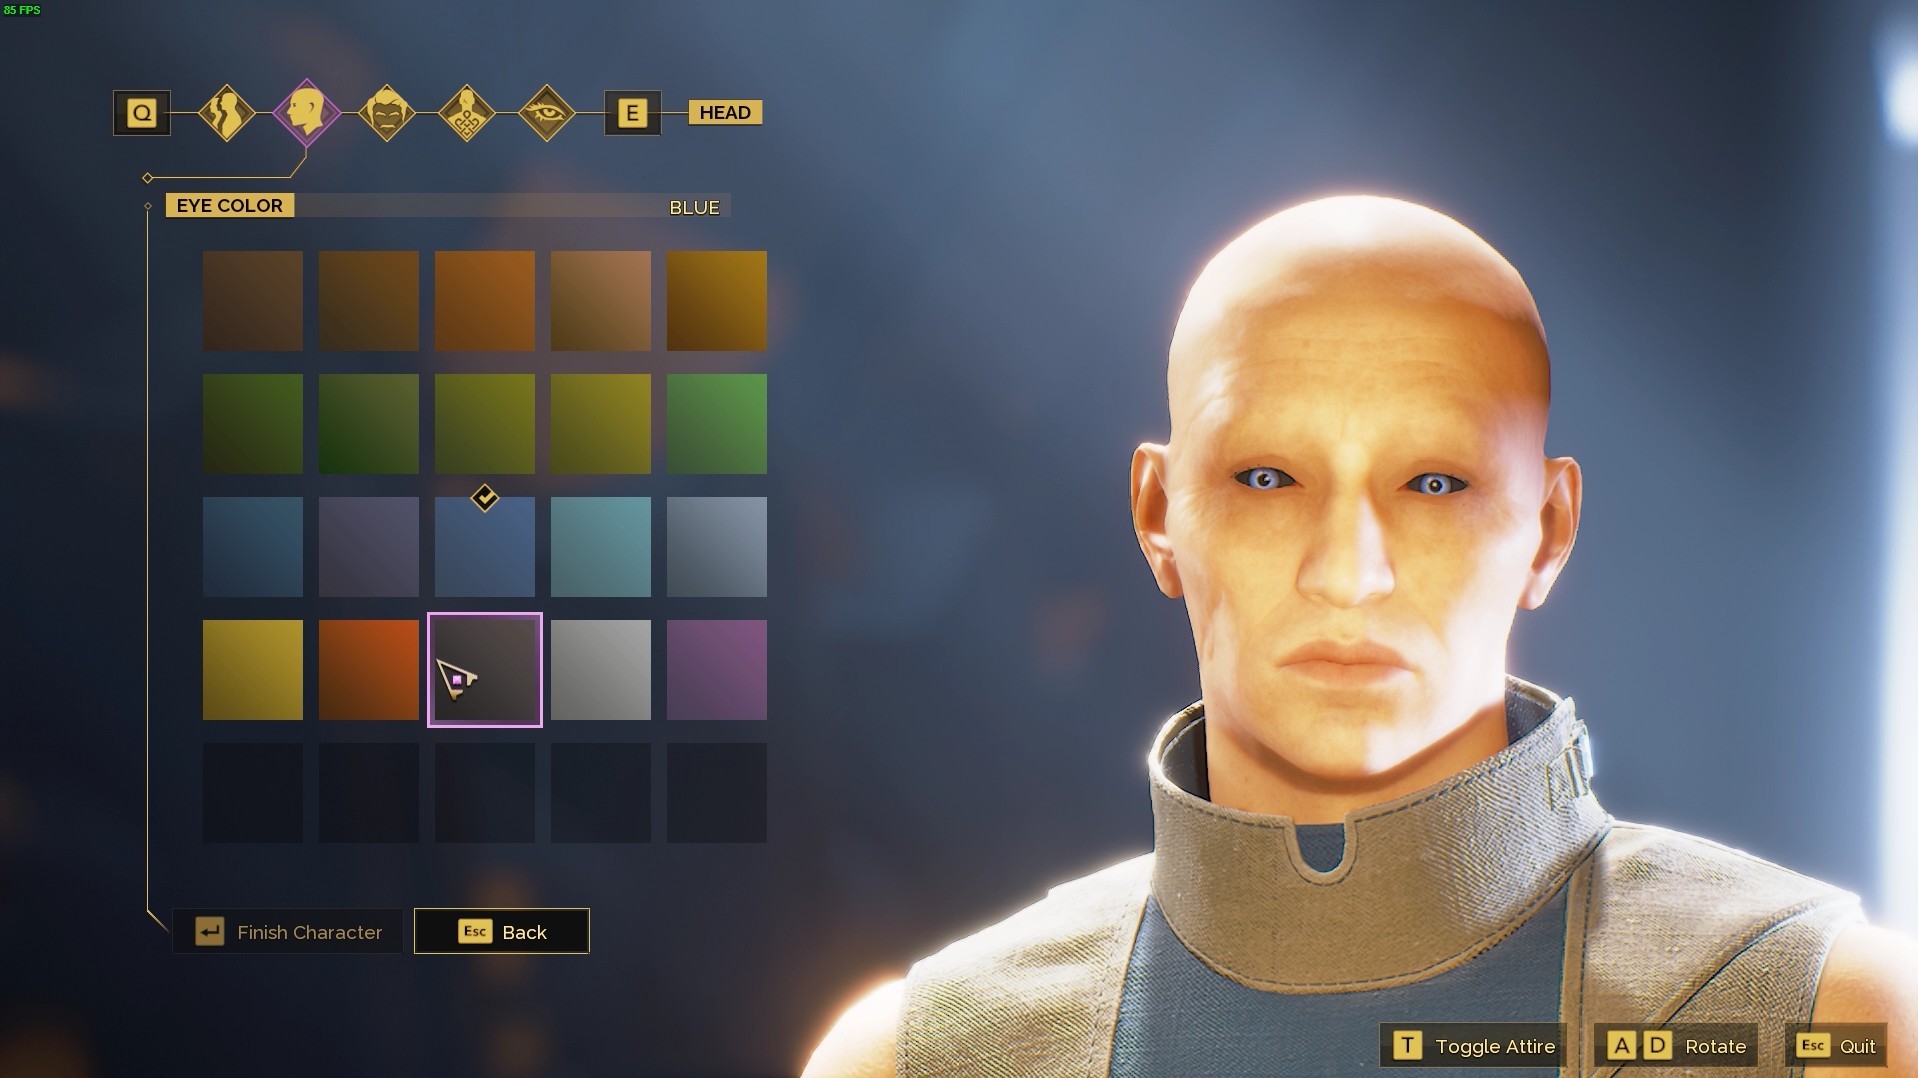 85 FPS
Q
E
HEAD
EYE COLOR
BLUE
Finish Character
Esc Back
T Toggle Attire
A D Rotate
Esc Quit